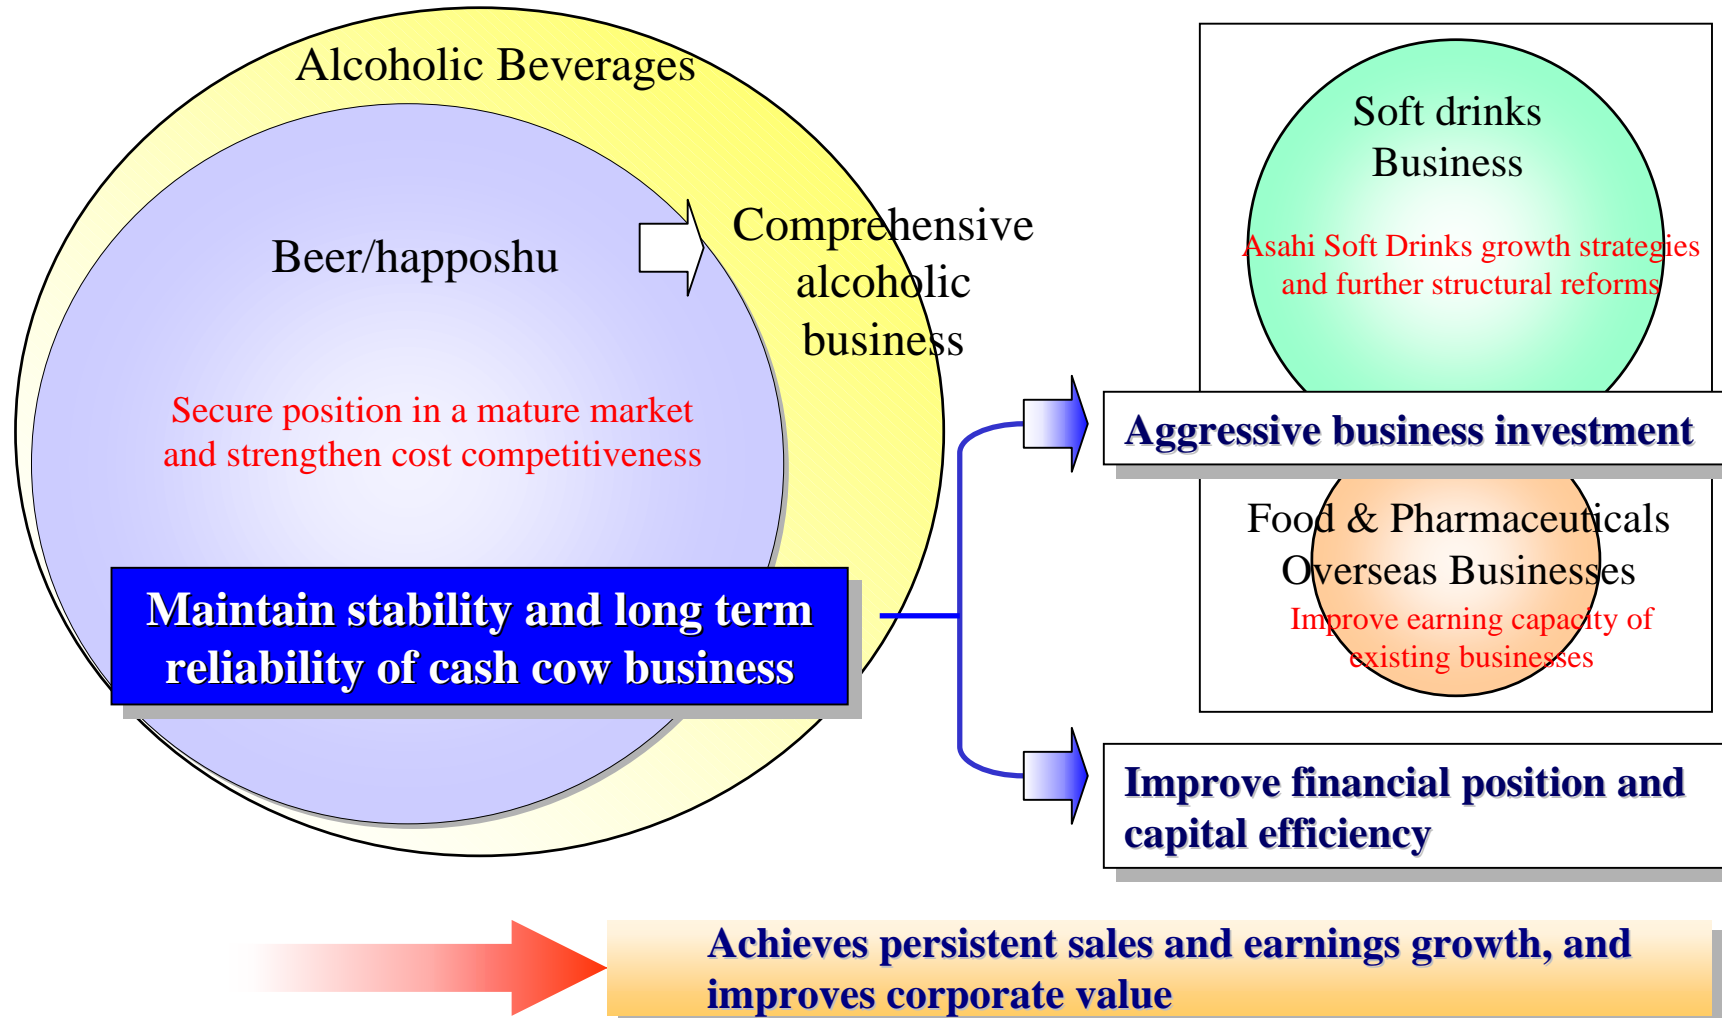 Alcoholic Beverages
Beer/happoshu
Comprehensive
alcoholic
business
Secure position in a mature market
and strengthen cost competitiveness
Maintain stability and long term
reliability of cash cow business
Soft drinks
Business
Asahi Soft Drinks growth strategies
and further structural reforms
Aggressive business investment
Food & Pharmaceuticals
Overseas Businesses
Improve earning capacity of
existing businesses
Improve financial position and
capital efficiency
Achieves persistent sales and earnings growth, and
improves corporate value